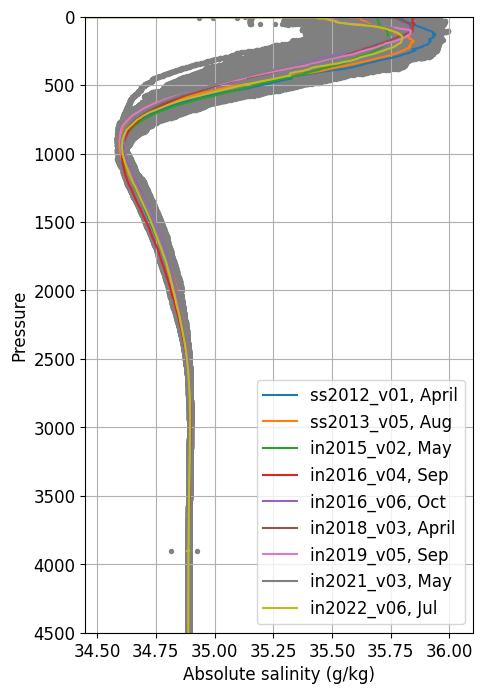 0
500
1000
1500
2000
2500
3000
3500
4000
4500
Pressure
ss2012_v01, April
ss2013_v05, Aug
in2015_v02, May
in2016_v04, Sep
in2016_v06, Oct
in2018_v03, April
in2019_v05, Sep
in2021_v03, May
in2022_v06, Jul
34.50 34.75 35.00 35.25 35.50 35.75 36.00
Absolute salinity (g/kg)